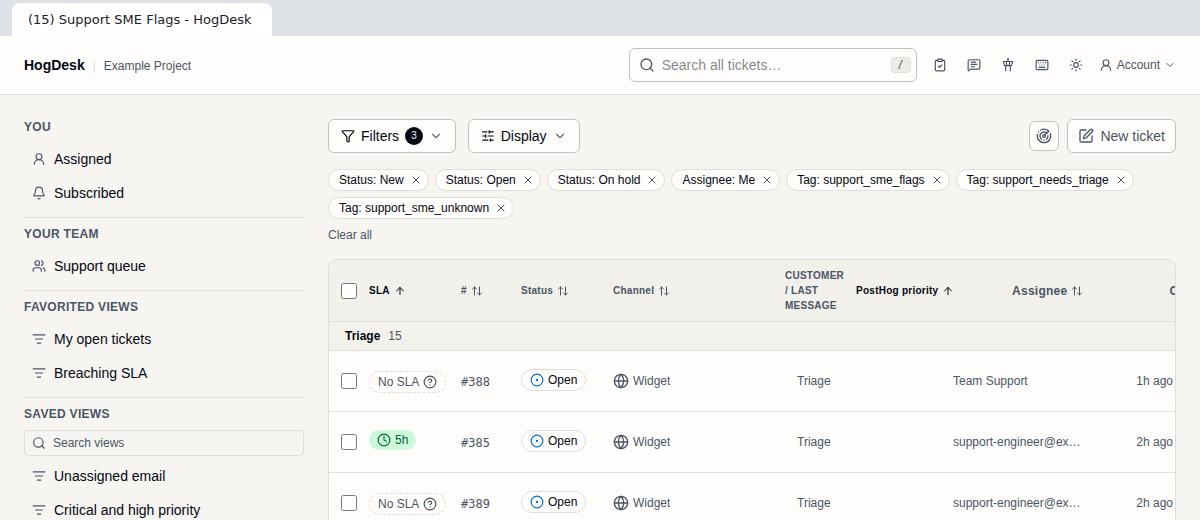 (15) Support SME Flags - HogDesk
HogDesk | Example Project
Search all tickets… /
Account
YOU
Assigned
Subscribed
YOUR TEAM
Support queue
FAVORITED VIEWS
My open tickets
Breaching SLA
SAVED VIEWS
Search views
Unassigned email
Critical and high priority
Filters 3
Display
New ticket
Status: New
Status: Open
Status: On hold
Assignee: Me
Tag: support_sme_flags
Tag: support_needs_triage
Tag: support_sme_unknown
Clear all
SLA # Status Channel CUSTOMER / LAST MESSAGE PostHog priority Assignee
Triage 15
No SLA #388 Open Widget Triage Team Support 1h ago
5h #385 Open Widget Triage support-engineer@ex… 2h ago
No SLA #389 Open Widget Triage support-engineer@ex… 2h ago